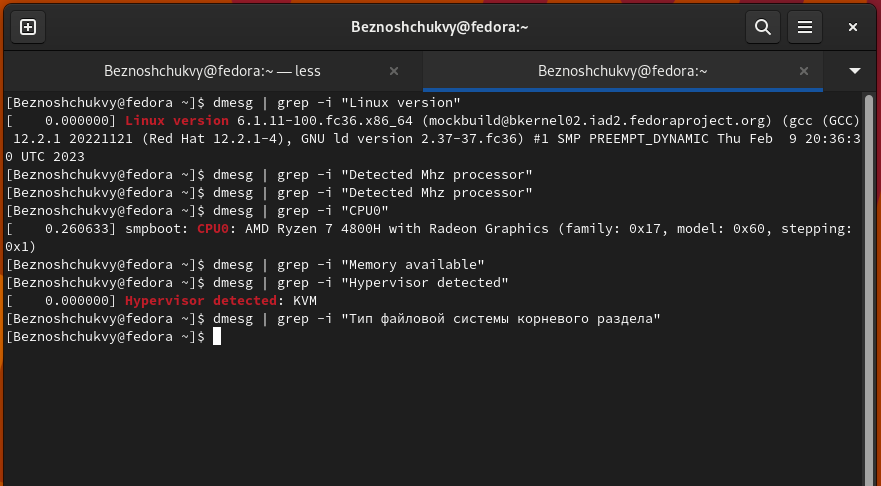 Beznoshchukvy@fedora:~
Beznoshchukvy@fedora:~ — less
Beznoshchukvy@fedora:~
[Beznoshchukvy@fedora ~]$ dmesg | grep -i "Linux version"
[    0.000000] Linux version 6.1.11-100.fc36.x86_64 (mockbuild@bkernel02.iad2.fedoraproject.org) (gcc (GCC)
 12.2.1 20221121 (Red Hat 12.2.1-4), GNU ld version 2.37-37.fc36) #1 SMP PREEMPT_DYNAMIC Thu Feb  9 20:36:3
0 UTC 2023
[Beznoshchukvy@fedora ~]$ dmesg | grep -i "Detected Mhz processor"
[Beznoshchukvy@fedora ~]$ dmesg | grep -i "Detected Mhz processor"
[Beznoshchukvy@fedora ~]$ dmesg | grep -i "CPU0"
[    0.260633] smpboot: CPU0: AMD Ryzen 7 4800H with Radeon Graphics (family: 0x17, model: 0x60, stepping:
0x1)
[Beznoshchukvy@fedora ~]$ dmesg | grep -i "Memory available"
[Beznoshchukvy@fedora ~]$ dmesg | grep -i "Hypervisor detected"
[    0.000000] Hypervisor detected: KVM
[Beznoshchukvy@fedora ~]$ dmesg | grep -i "Тип файловой системы корневого раздела"
[Beznoshchukvy@fedora ~]$